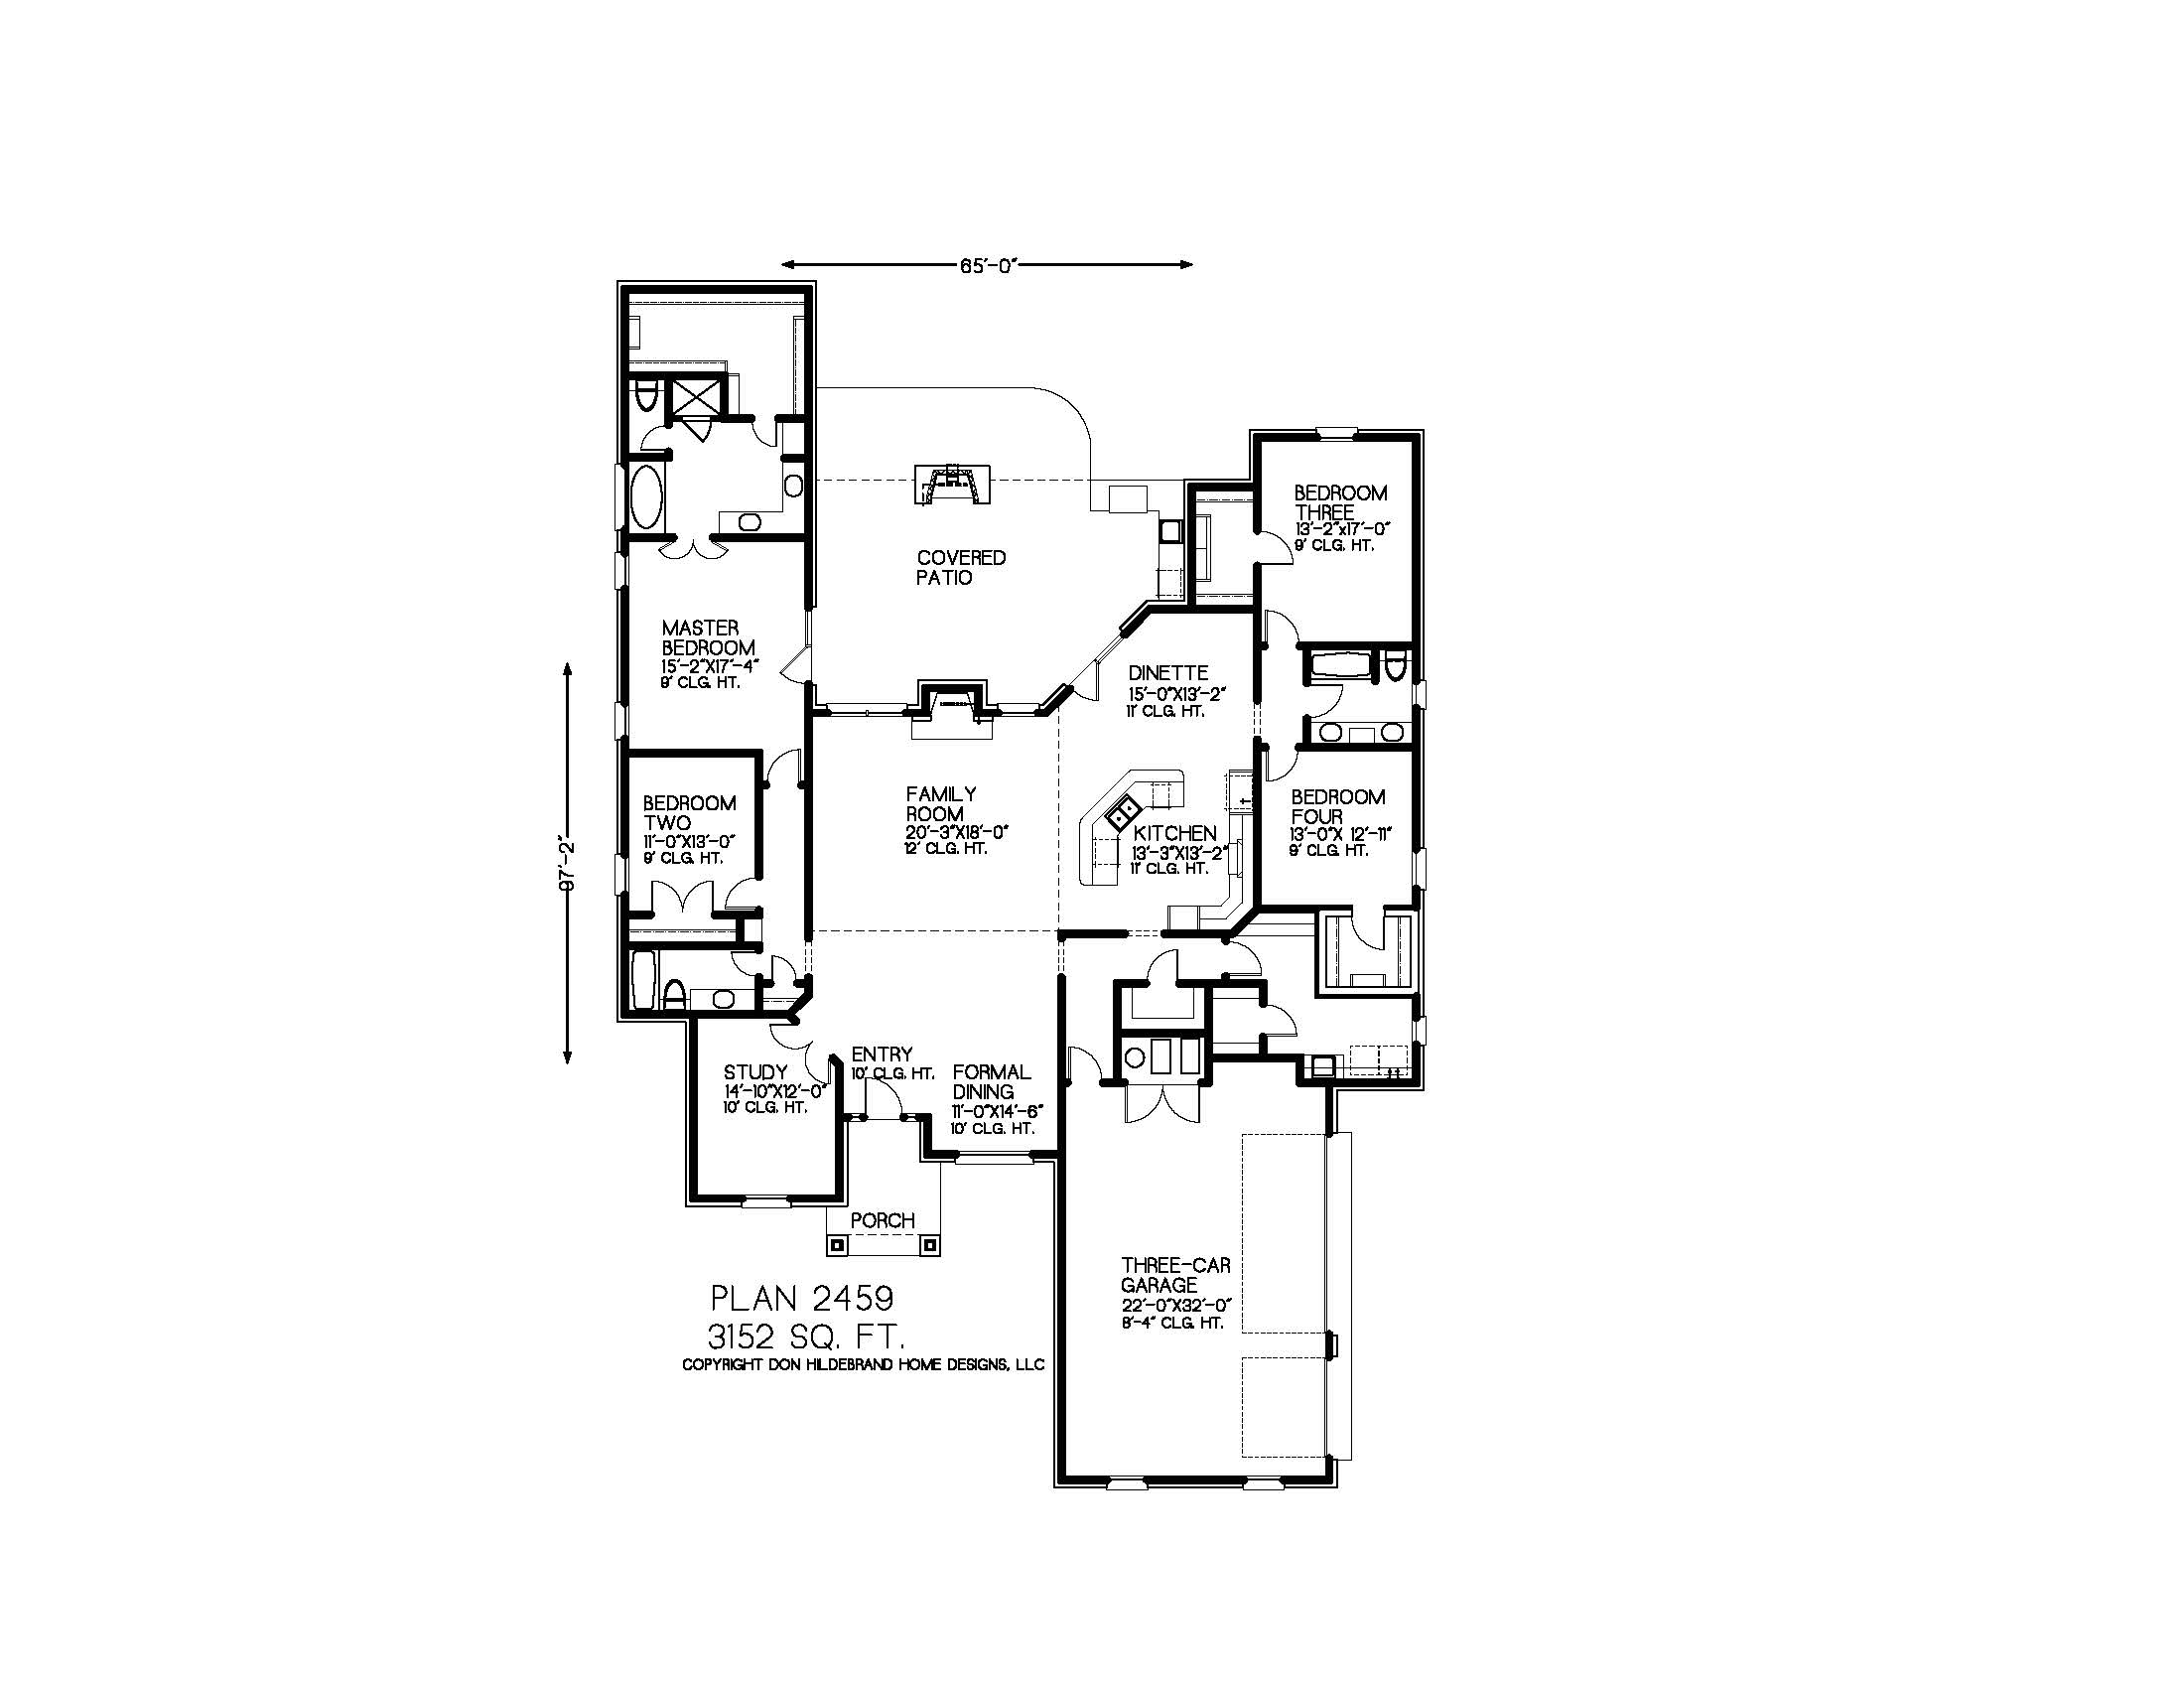 65'-0"
BEDROOM
THREE
13'-2"x17'-0"
9' CLG. HT.
COVERED
PATIO
MASTER
BEDROOM
15'-2"X17'-4"
9' CLG. HT.
DINETTE
15'-0"X13'-2"
11' CLG. HT.
BEDROOM
TWO
11'-0"X13'-0"
9' CLG. HT.
FAMILY
ROOM
20'-3"X18'-0"
12' CLG. HT.
KITCHEN
13'-3"X13'-2"
11' CLG. HT.
BEDROOM
FOUR
13'-0"X 12'-11"
9' CLG. HT.
97'-2"
STUDY
14'-10"X12'-0"
10' CLG. HT.
ENTRY
10' CLG. HT.
FORMAL
DINING
11'-0"X14'-6"
10' CLG. HT.
PORCH
THREE-CAR
GARAGE
22'-0"X32'-0"
8'-4" CLG. HT.
PLAN 2459
3152 SQ. FT.
COPYRIGHT DON HILDEBRAND HOME DESIGNS, LLC